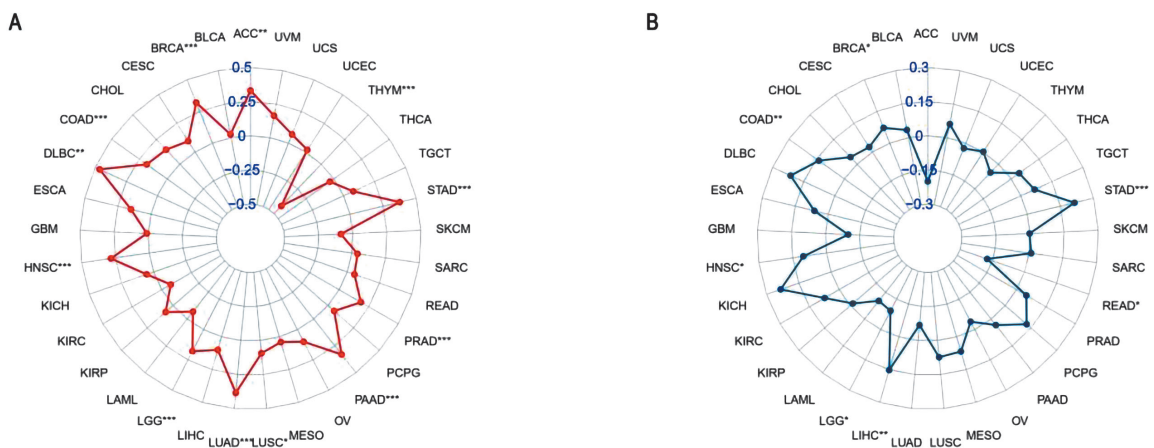 A
ACC**
UVM
UCS
UCEC
THYM***
THCA
TGCT
STAD***
SKCM
SARC
READ
PRAD***
PCPG
PAAD***
OV
MESO
LUSC*
LUAD***
LIHC
LGG***
LAML
KIRP
KIRC
KICH
HNSC***
GBM
ESCA
DLBC**
COAD***
CHOL
CESC
BRCA***
BLCA
0.5
0.25
0
-0.25
-0.5
B
ACC
UVM
UCS
UCEC
THYM
THCA
TGCT
STAD***
SKCM
SARC
READ*
PRAD
PCPG
PAAD
OV
MESO
LUSC
LUAD
LIHC**
LGG*
LAML
KIRP
KIRC
KICH
HNSC*
GBM
ESCA
DLBC
COAD**
CHOL
CESC
BRCA*
BLCA
0.3
0.15
0
-0.15
-0.3